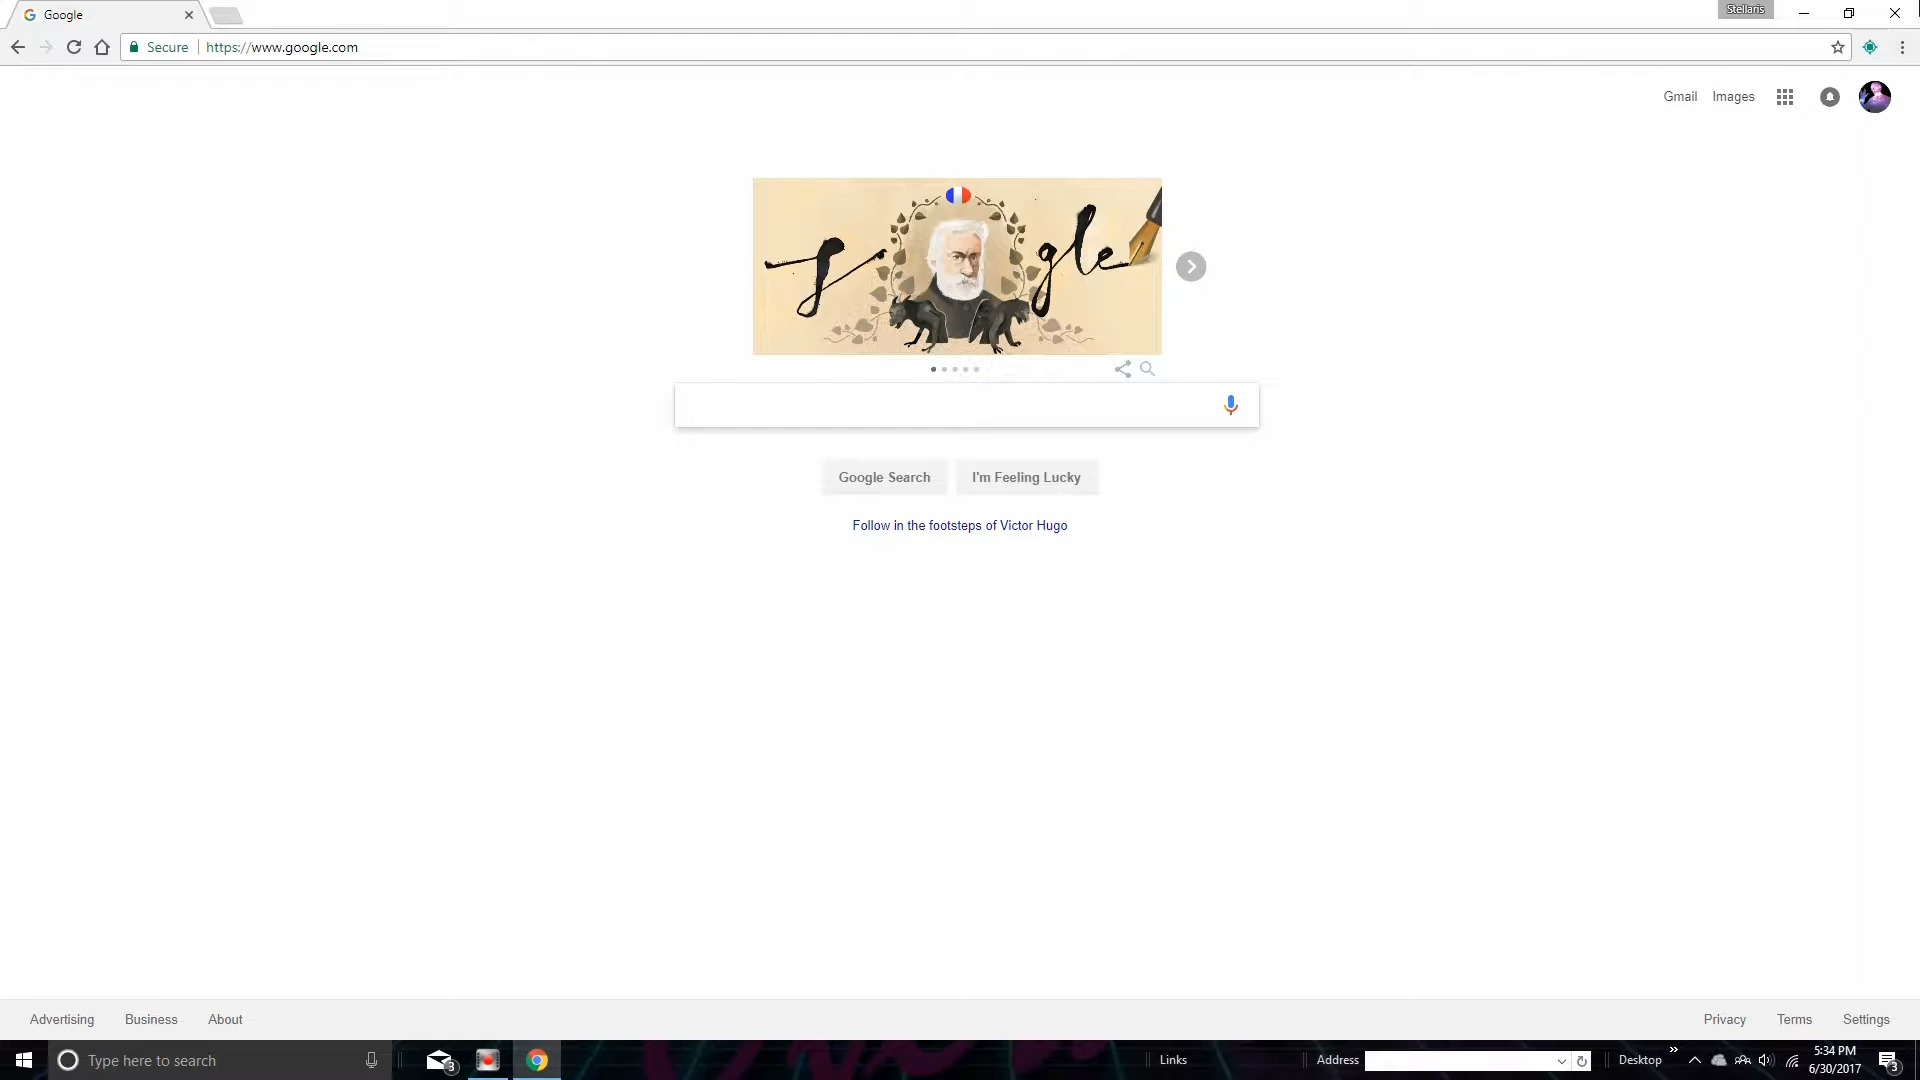 Google
Stellaris
Secure
https://www.google.com
Gmail
Images
Google Search
I'm Feeling Lucky
Follow in the footsteps of Victor Hugo
Advertising
Business
About
Privacy
Terms
Settings
Type here to search
3
Links
Address
Desktop
5:34 PM
6/30/2017
3